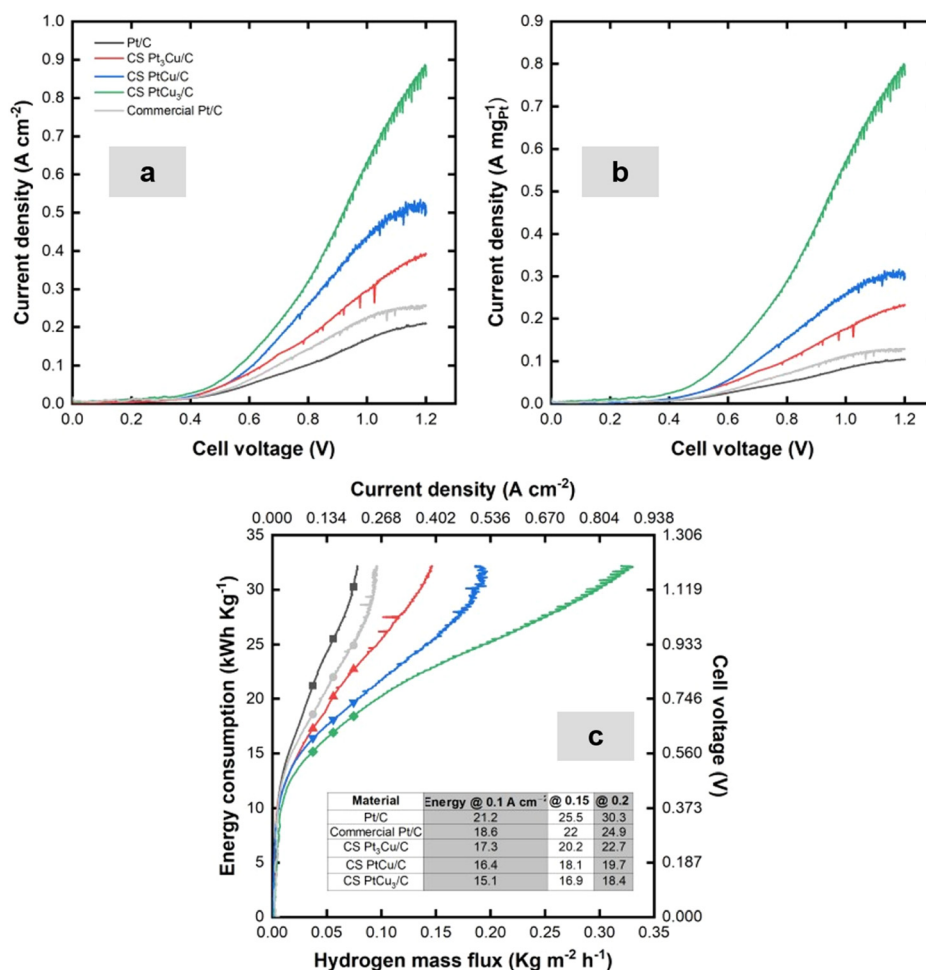 1.0
0.9
0.8
0.7
0.6
0.5
0.4
0.3
0.2
0.1
0.0
Current density (A cm⁻²)
Pt/C
CS Pt₃Cu/C
CS PtCu/C
CS PtCu₃/C
Commercial Pt/C
a
0.0 0.2 0.4 0.6 0.8 1.0 1.2
Cell voltage (V)
0.9
0.8
0.7
0.6
0.5
0.4
0.3
0.2
0.1
0.0
Current density (A mg⁻¹Pt)
b
0.0 0.2 0.4 0.6 0.8 1.0 1.2
Cell voltage (V)
Current density (A cm⁻²)
0.000 0.134 0.268 0.402 0.536 0.670 0.804 0.938
35
30
25
20
15
10
5
0
Energy consumption (kWh Kg⁻¹)
1.306
1.119
0.933
0.746
0.560
0.373
0.187
0.000
Cell voltage (V)
c
Material Energy @ 0.1 A cm⁻² @ 0.15 @ 0.2
Pt/C 21.2 25.5 30.3
Commercial Pt/C 18.6 22 24.9
CS Pt₃Cu/C 17.3 20.2 22.7
CS PtCu/C 16.4 18.1 19.7
CS PtCu₃/C 15.1 16.9 18.4
0.00 0.05 0.10 0.15 0.20 0.25 0.30 0.35
Hydrogen mass flux (Kg m⁻² h⁻¹)